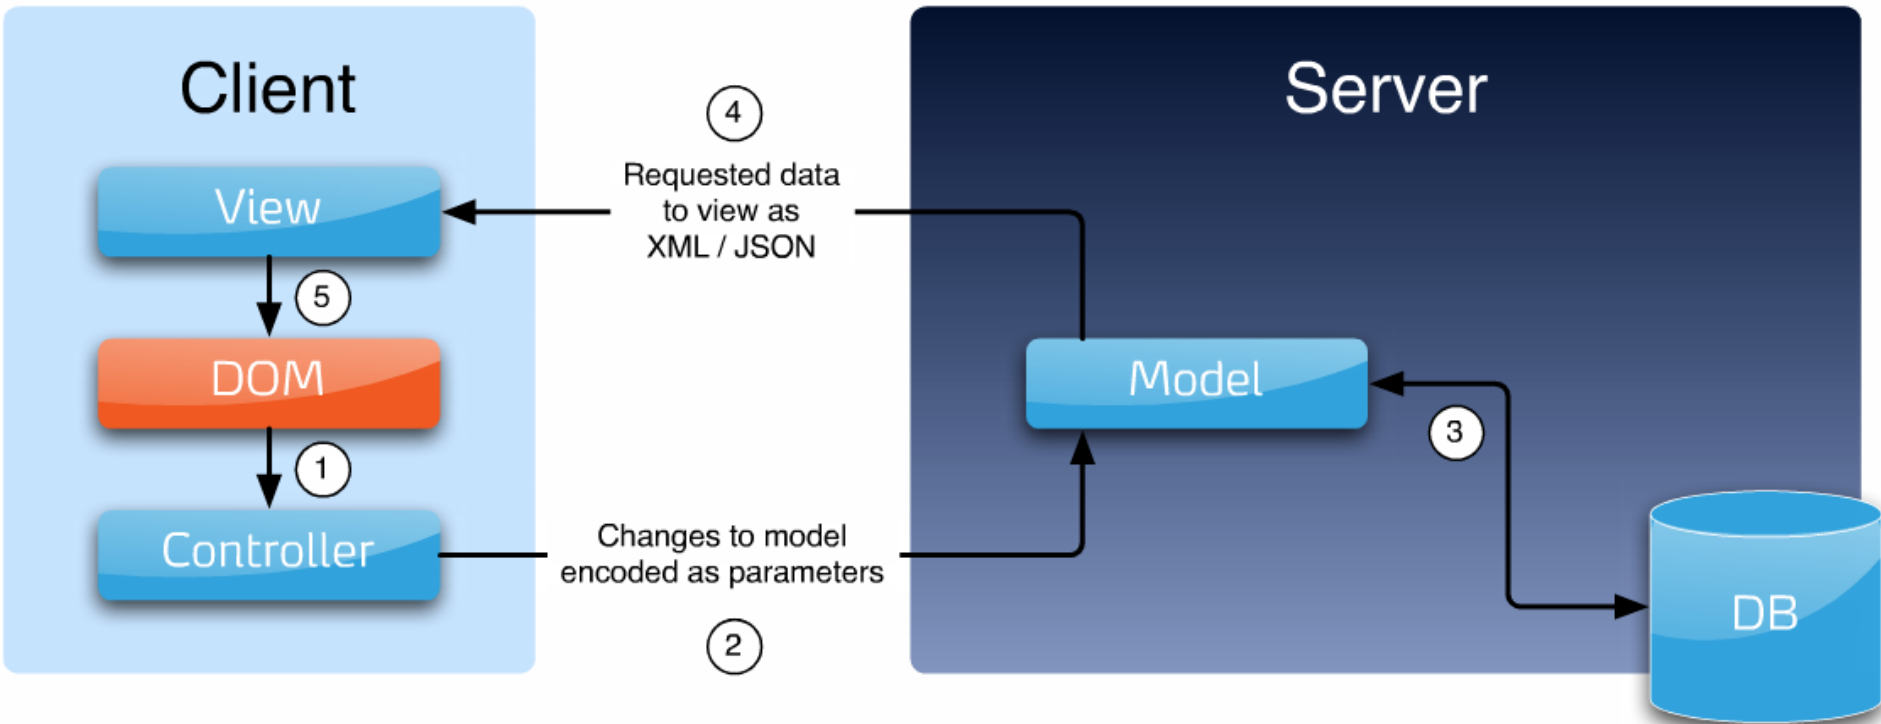 Client
Server
4
Requested data
to view as
XML / JSON
View
5
DOM
Model
1
3
Controller
Changes to model
encoded as parameters
2
DB